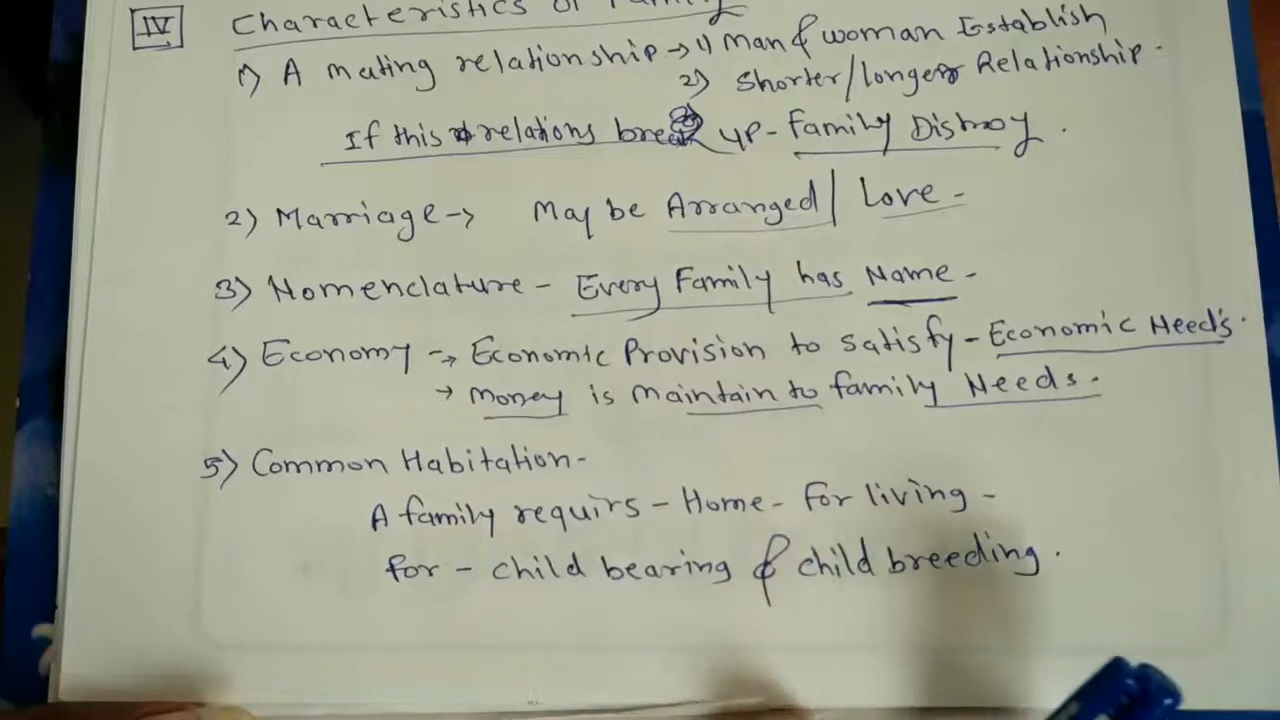 IV Characteristics of Family
1) A mating relationship → 1) Man & woman Establish
2) Shorter/longer Relationship.
If this relations break up - Family Distroy.
2) Marriage → May be Arranged / Love -
3) Nomenclature - Every Family has Name -
4) Economy → Economic Provision to satisfy - Economic Needs.
→ Money is maintain to family Needs.
5) Common Habitation -
A family requirs - Home - For living -
for - child bearing & child breeding.